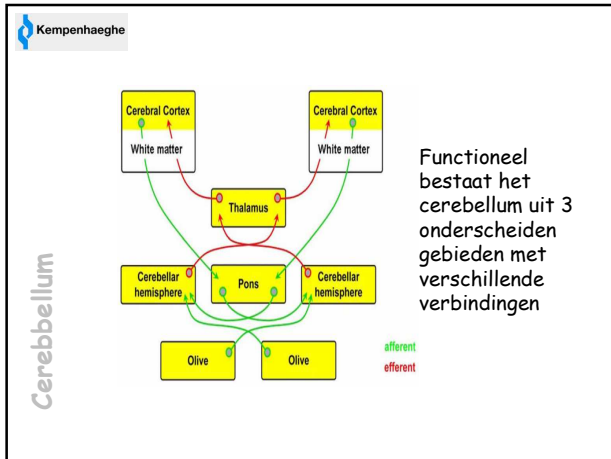 Kempenhaeghe
Cerebral Cortex
White matter
Cerebral Cortex
White matter
Thalamus
Cerebellar
hemisphere
Pons
Cerebellar
hemisphere
Olive
Olive
afferent
efferent
Functioneel
bestaat het
cerebellum uit 3
onderscheiden
gebieden met
verschillende
verbindingen
Cerebbellum